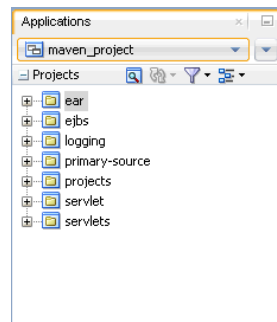 Applications
maven_project
Projects
ear
ejbs
logging
primary-source
projects
servlet
servlets